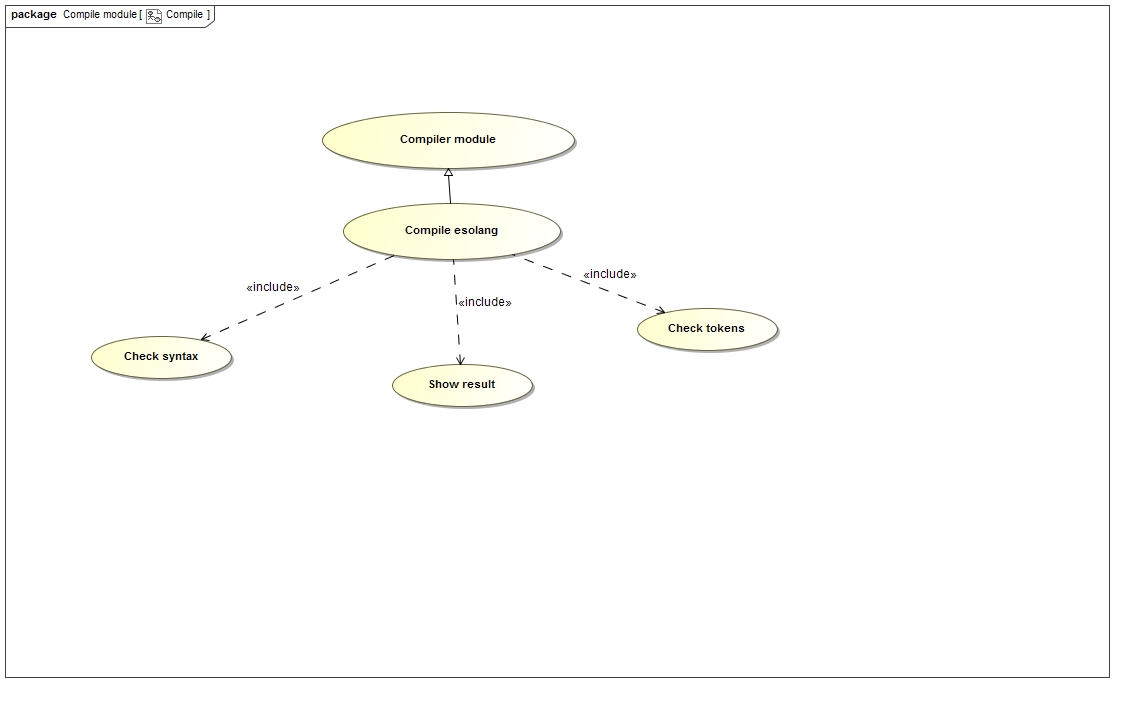 package Compile module [ Compile ]
Compiler module
Compile esolang
«include»
«include»
«include»
Check tokens
Check syntax
Show result